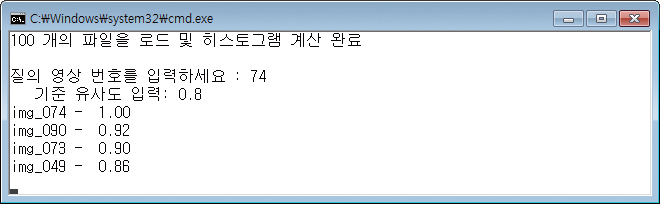 C:\Windows\system32\cmd.exe
100 개의 파일을 로드 및 히스토그램 계산 완료
질의 영상 번호를 입력하세요 : 74
기준 유사도 입력: 0.8
img_074 - 1.00
img_090 - 0.92
img_073 - 0.90
img_049 - 0.86